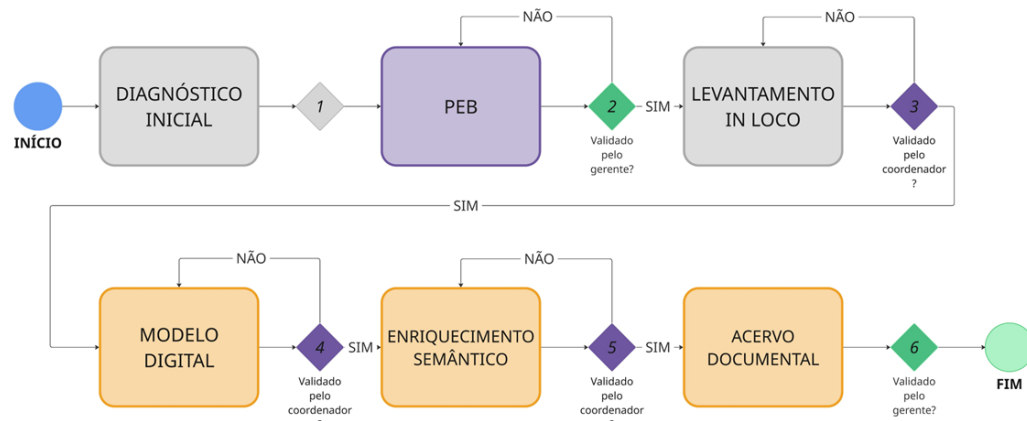 NÃO
NÃO
DIAGNÓSTICO
INICIAL
1
PEB
2
SIM
LEVANTAMENTO
IN LOCO
3
INÍCIO
Validado
pelo
gerente?
Validado
pelo
coordenador
?
SIM
NÃO
NÃO
MODELO
DIGITAL
4
SIM
ENRIQUECIMENTO
SEMÂNTICO
5
SIM
ACERVO
DOCUMENTAL
6
Validado
pelo
coordenador
Validado
pelo
coordenador
Validado
pelo
gerente?
FIM